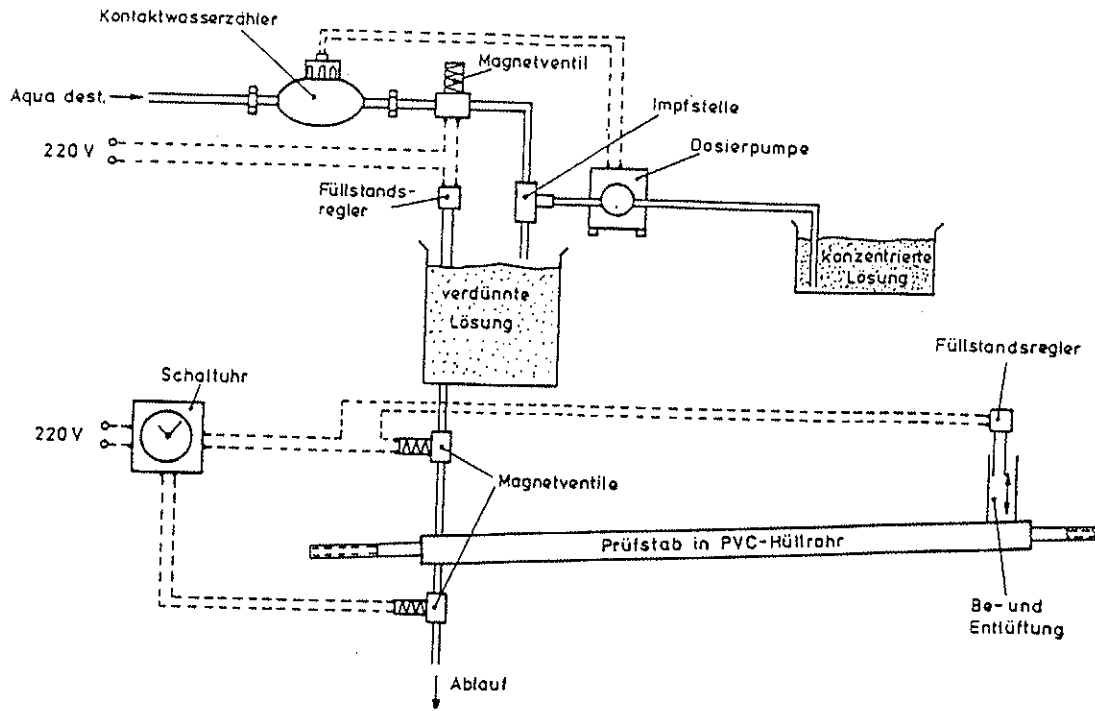 Kontaktwasserzähler
Magnetventil
Aqua dest.
Impfstelle
220 V
Dosierpumpe
Füllstands-
regler
konzentrierte
Lösung
verdünnte
Lösung
Füllstandsregler
Schaltuhr
220 V
Magnetventile
Prüfstab in PVC-Hüllrohr
Be- und
Entlüftung
Ablauf